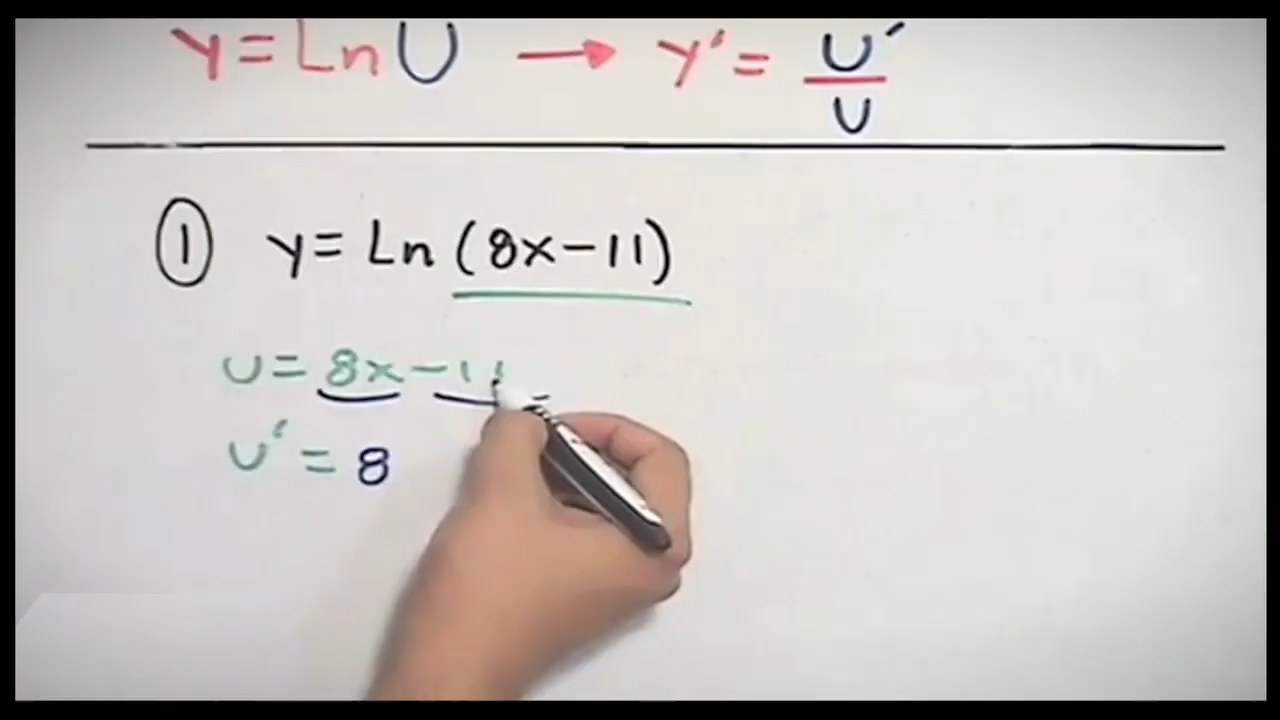 y = Ln U → y' = U'/U
① y = Ln (8x-11)
U = 8x - 11
U' = 8